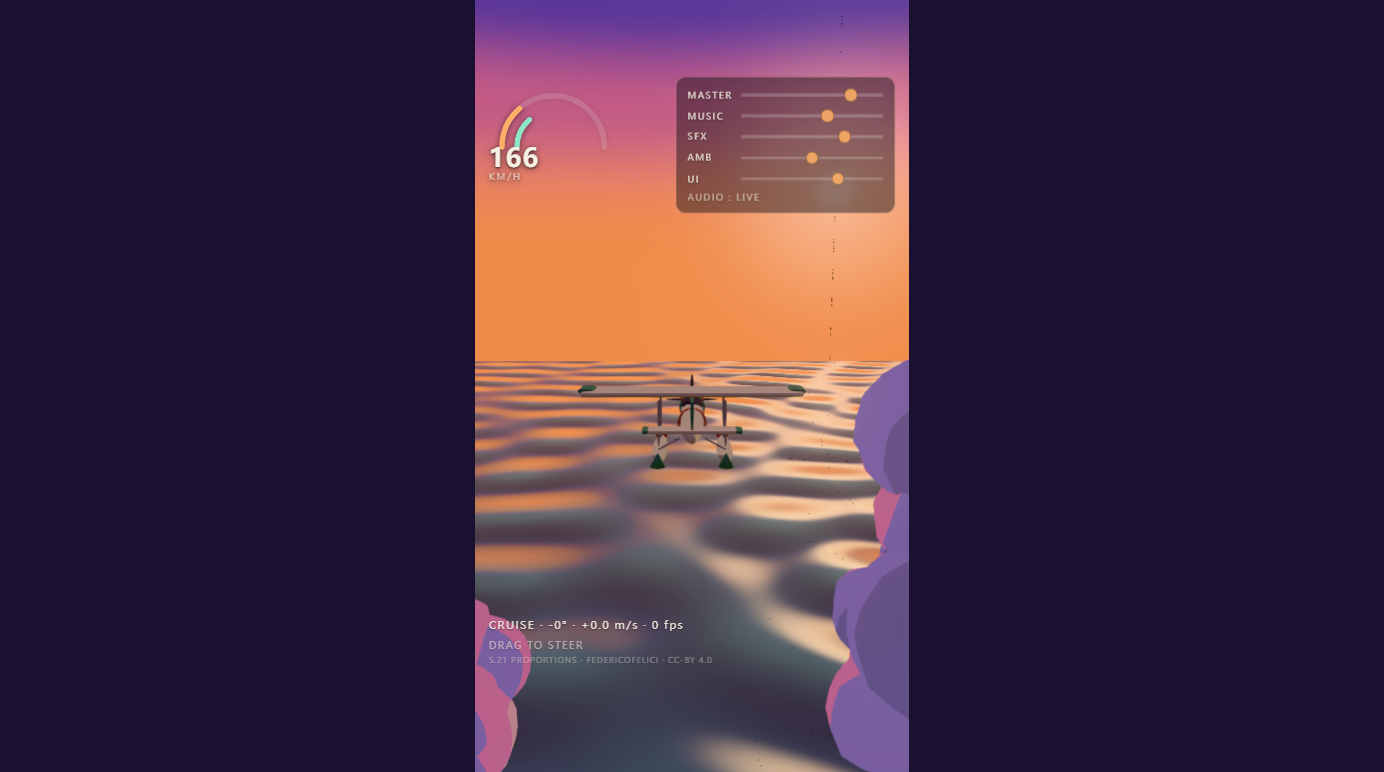 166
KM/H
MASTER
MUSIC
SFX
AMB
UI
AUDIO : LIVE
CRUISE · -0° · +0.0 m/s · 0 fps
DRAG TO STEER
S.21 PROPORTIONS · FEDERICOFELICI · CC-BY 4.0